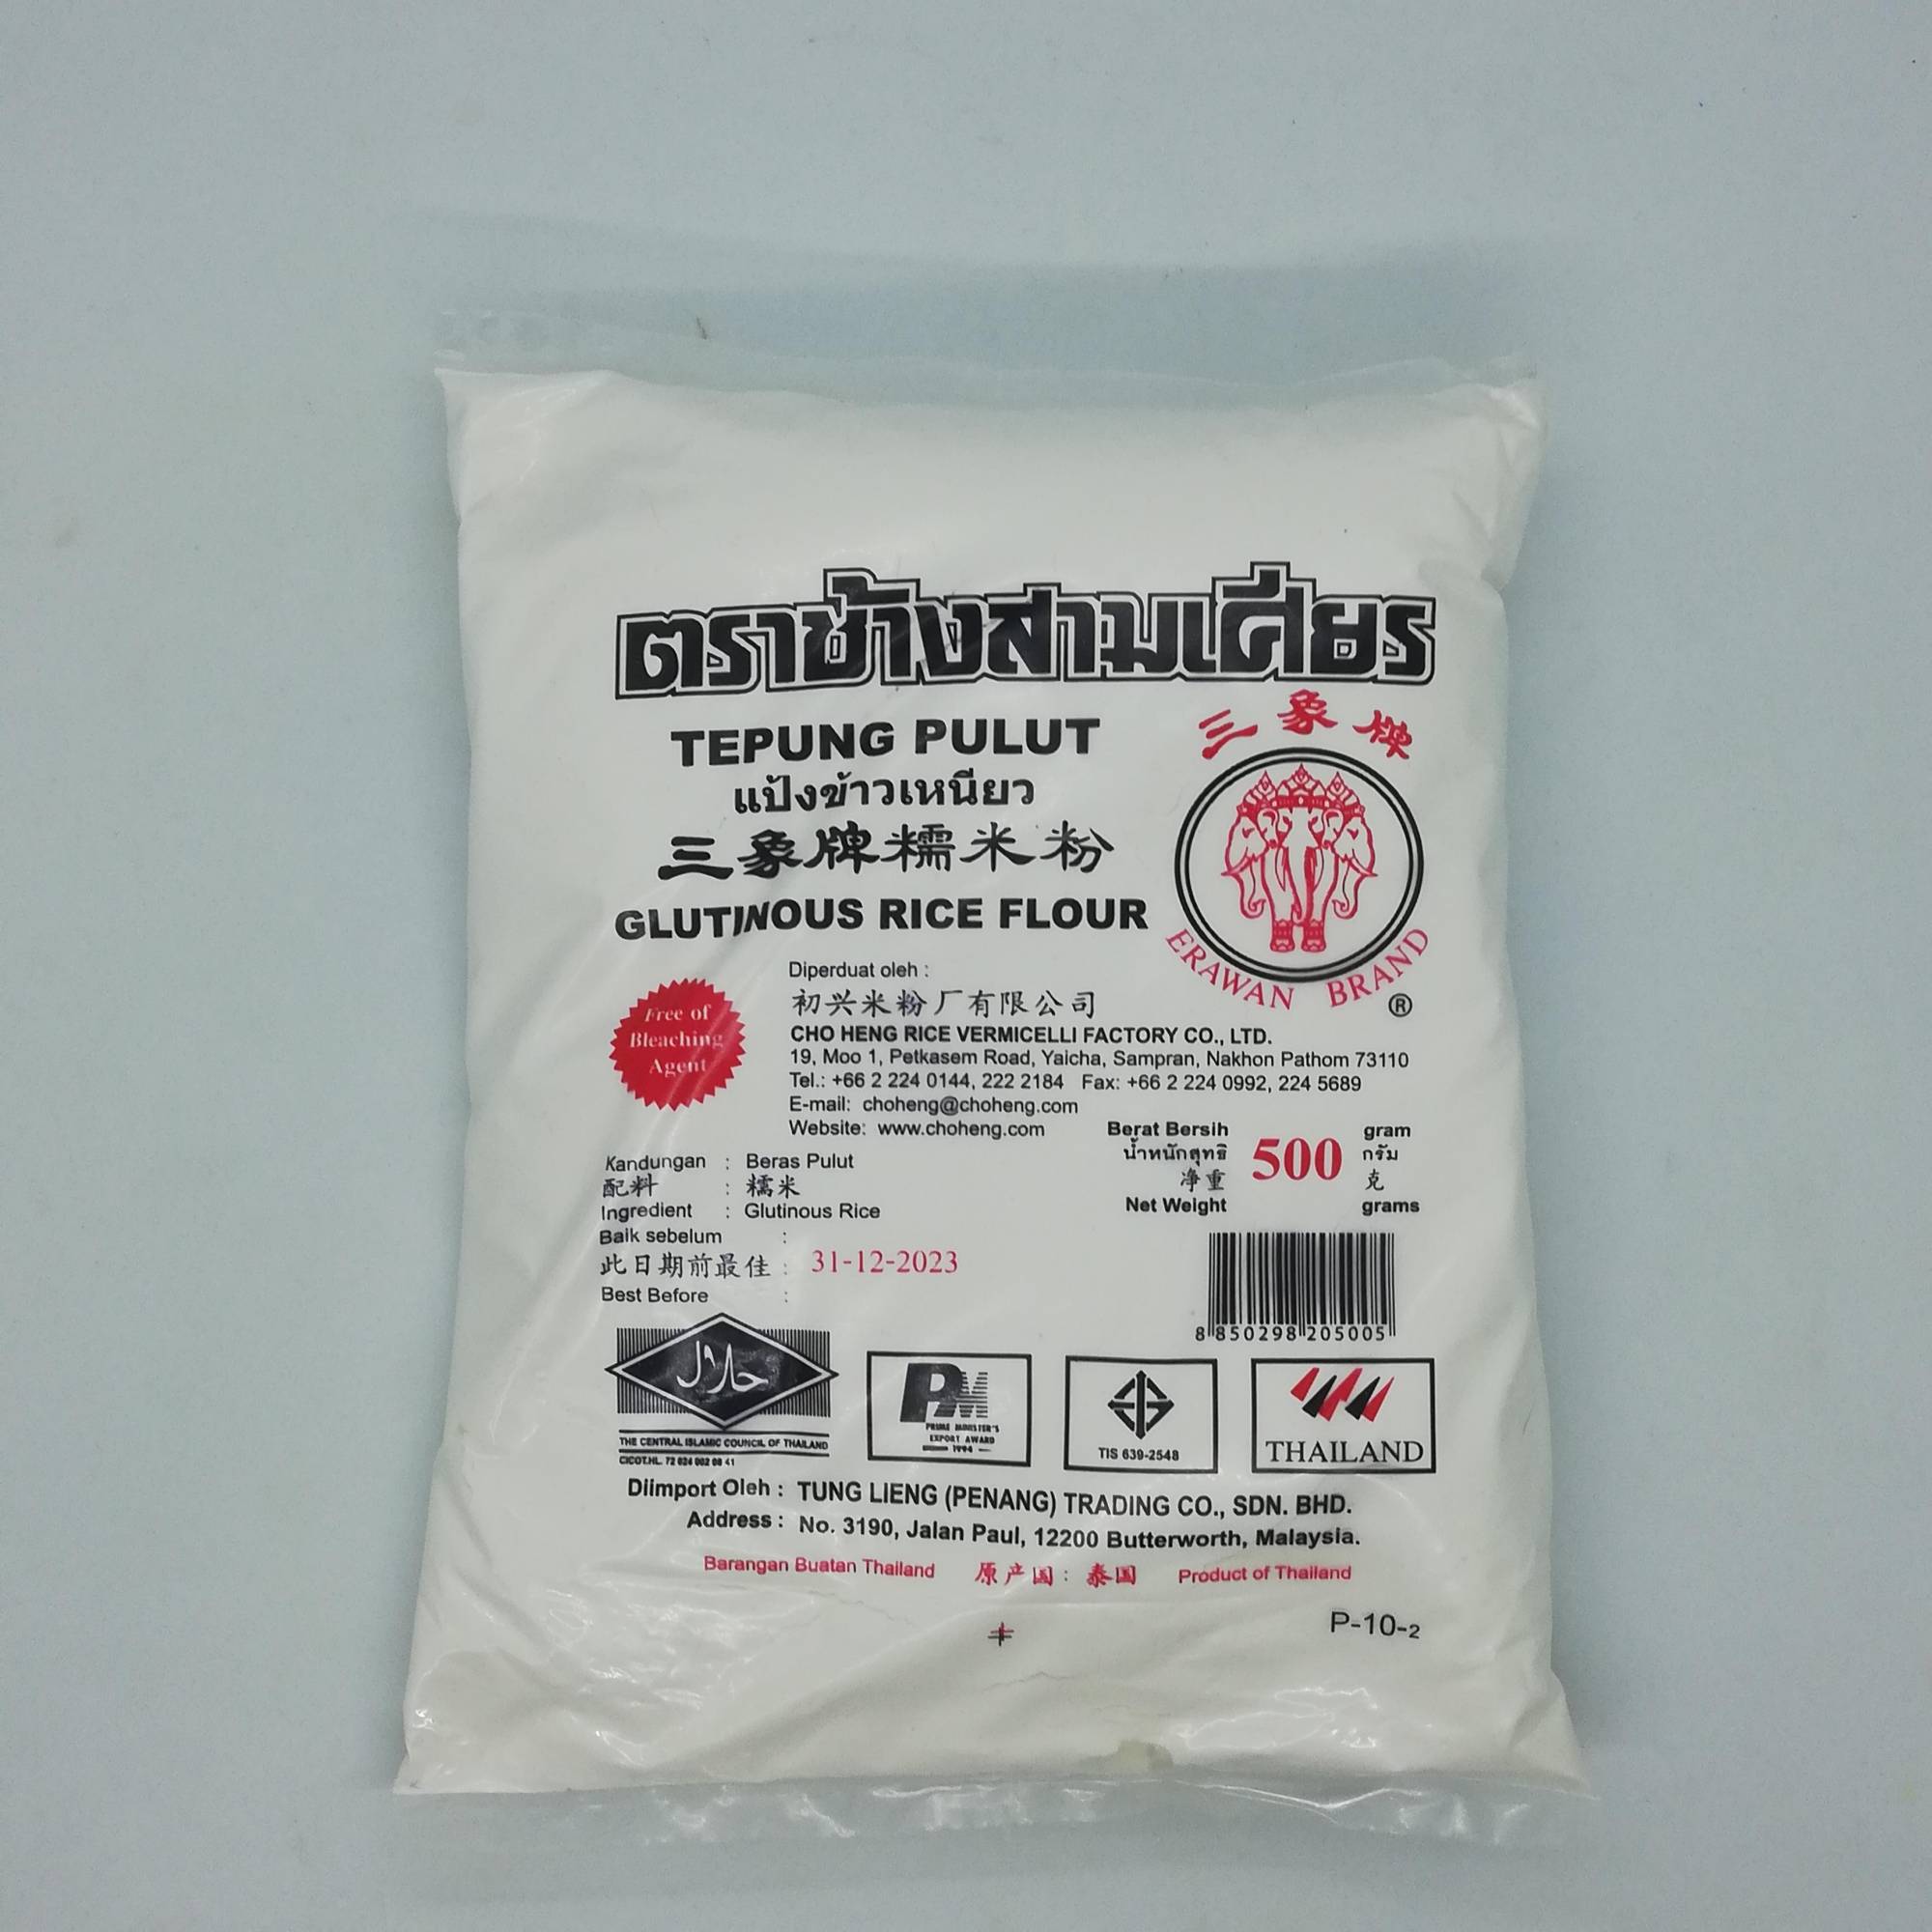 ตราช้างสามเศียร
TEPUNG PULUT
แป้งข้าวเหนียว
三象牌糯米粉
GLUTINOUS RICE FLOUR
三象牌
ERAWAN BRAND
®
Free of
Bleaching
Agent
Diperduat oleh :
初兴米粉厂有限公司
CHO HENG RICE VERMICELLI FACTORY CO., LTD.
19, Moo 1, Petkasem Road, Yaicha, Sampran, Nakhon Pathom 73110
Tel.: +66 2 224 0144, 222 2184 Fax: +66 2 224 0992, 224 5689
E-mail: choheng@choheng.com
Website: www.choheng.com
Berat Bersih
น้ำหนักสุทธิ
净重
Net Weight
500
gram
กรัม
克
grams
Kandungan : Beras Pulut
配料 : 糯米
Ingredient : Glutinous Rice
Baik sebelum :
此日期前最佳 : 31-12-2023
Best Before :
8 850298 205005
حلال
THE CENTRAL ISLAMIC COUNCIL OF THAILAND
CICOT.HL. 72 024 002 08 41
PM
PRIME MINISTER'S
EXPORT AWARD
1994
TIS 639-2548
THAILAND
Diimport Oleh : TUNG LIENG (PENANG) TRADING CO., SDN. BHD.
Address : No. 3190, Jalan Paul, 12200 Butterworth, Malaysia.
Barangan Buatan Thailand 原产国：泰国 Product of Thailand
P-10-2